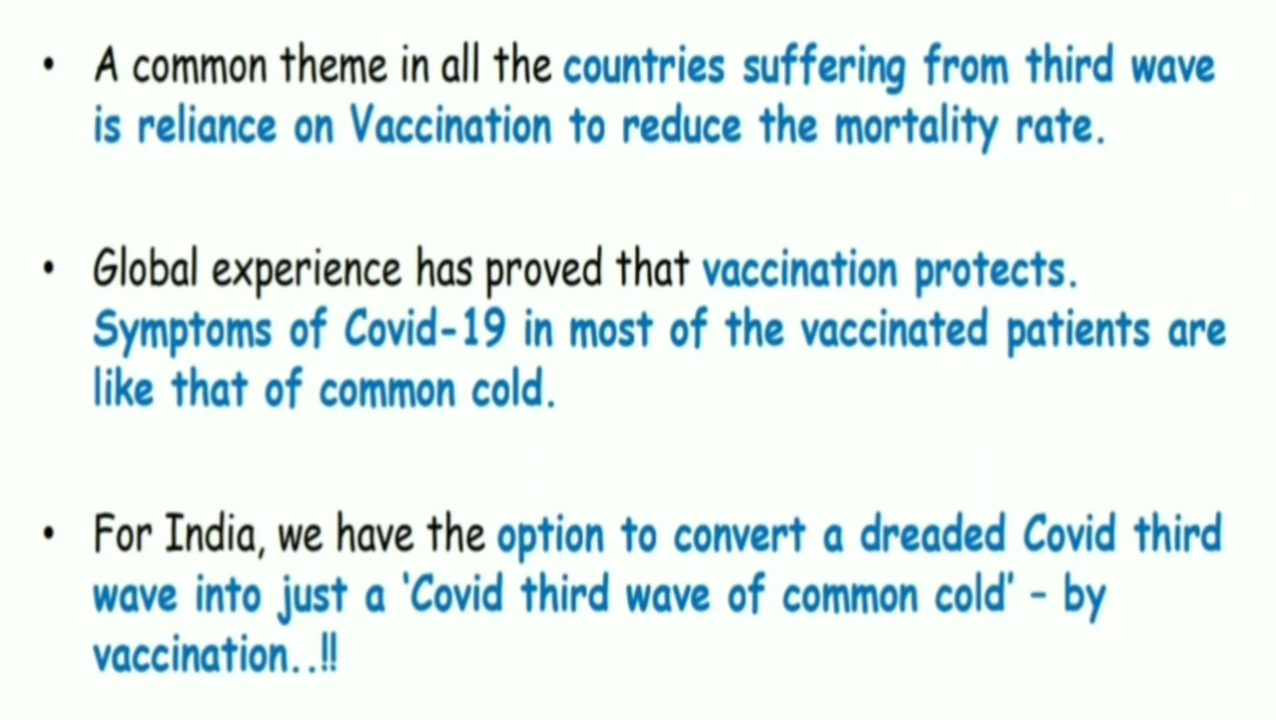 • A common theme in all the countries suffering from third wave
is reliance on Vaccination to reduce the mortality rate.
• Global experience has proved that vaccination protects.
Symptoms of Covid-19 in most of the vaccinated patients are
like that of common cold.
• For India, we have the option to convert a dreaded Covid third
wave into just a 'Covid third wave of common cold' - by
vaccination..!!